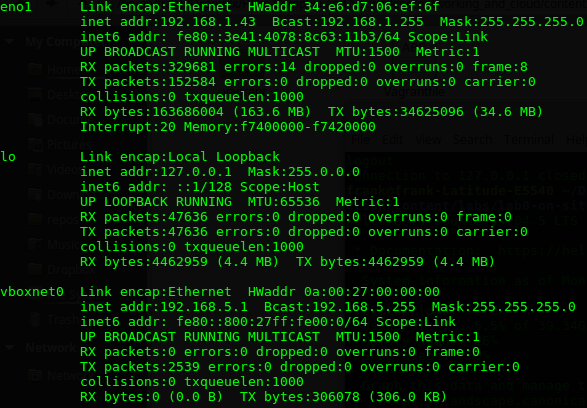 eno1 Link encap:Ethernet HWaddr 34:e6:d7:06:ef:6f
inet addr:192.168.1.43 Bcast:192.168.1.255 Mask:255.255.255.0
inet6 addr: fe80::3e41:4078:8c63:11b3/64 Scope:Link
UP BROADCAST RUNNING MULTICAST MTU:1500 Metric:1
RX packets:329681 errors:14 dropped:0 overruns:0 frame:8
TX packets:152584 errors:0 dropped:0 overruns:0 carrier:0
collisions:0 txqueuelen:1000
RX bytes:163686004 (163.6 MB) TX bytes:34625096 (34.6 MB)
Interrupt:20 Memory:f7400000-f7420000
lo Link encap:Local Loopback
inet addr:127.0.0.1 Mask:255.0.0.0
inet6 addr: ::1/128 Scope:Host
UP LOOPBACK RUNNING MTU:65536 Metric:1
RX packets:47636 errors:0 dropped:0 overruns:0 frame:0
TX packets:47636 errors:0 dropped:0 overruns:0 carrier:0
collisions:0 txqueuelen:1000
RX bytes:4462959 (4.4 MB) TX bytes:4462959 (4.4 MB)
vboxnet0 Link encap:Ethernet HWaddr 0a:00:27:00:00:00
inet addr:192.168.5.1 Bcast:192.168.5.255 Mask:255.255.255.0
inet6 addr: fe80::800:27ff:fe00:0/64 Scope:Link
UP BROADCAST RUNNING MULTICAST MTU:1500 Metric:1
RX packets:0 errors:0 dropped:0 overruns:0 frame:0
TX packets:2539 errors:0 dropped:0 overruns:0 carrier:0
collisions:0 txqueuelen:1000
RX bytes:0 (0.0 B) TX bytes:306078 (306.0 KB)